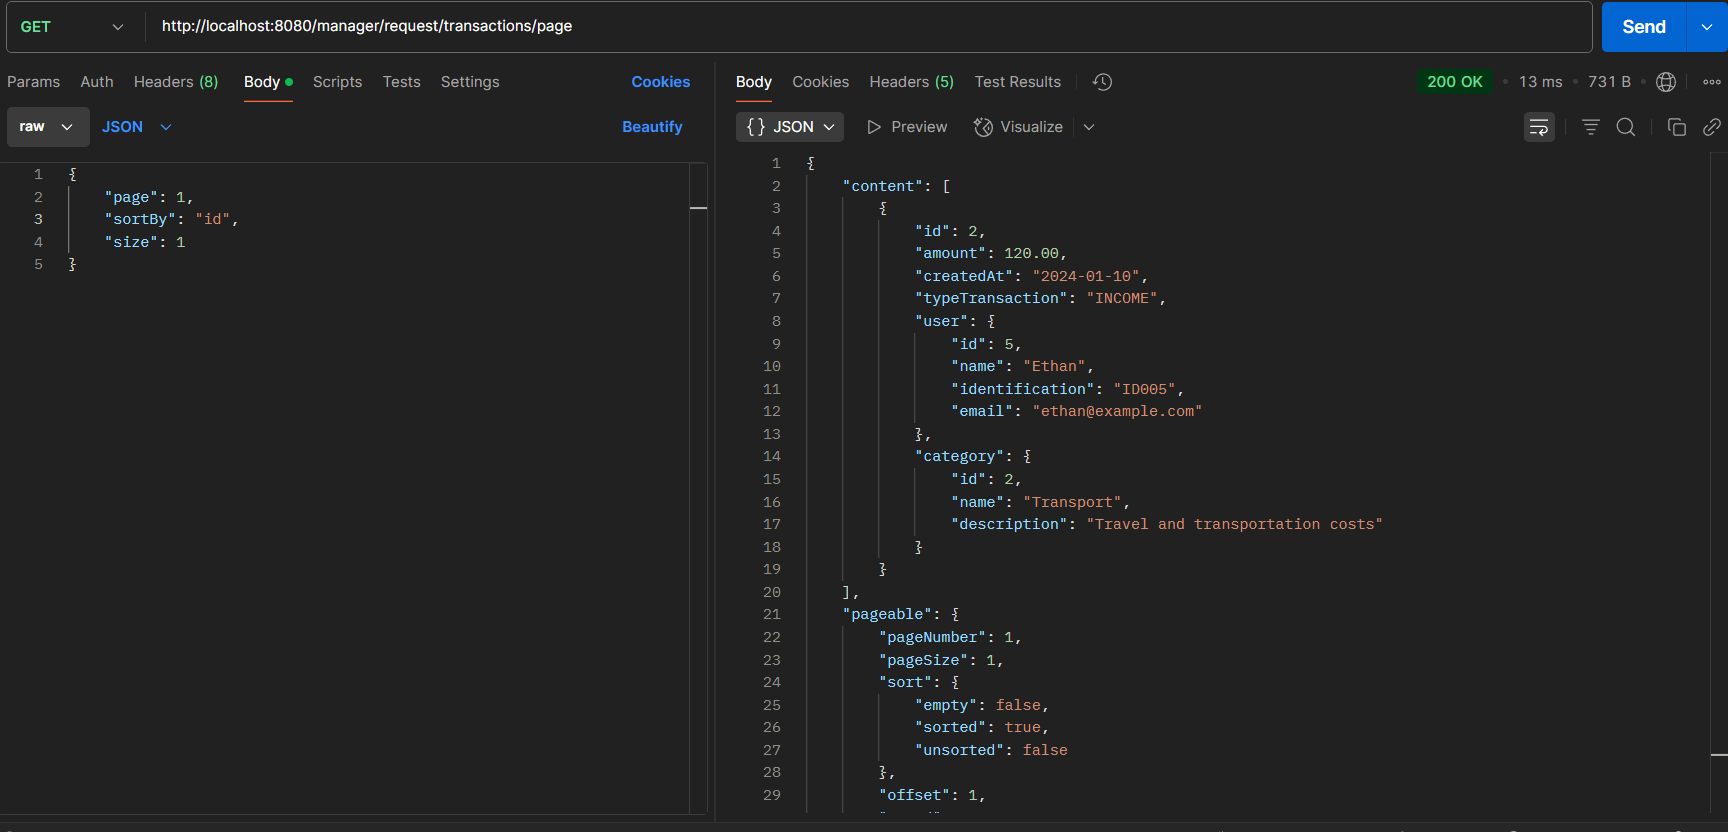 GET http://localhost:8080/manager/request/transactions/page Send
Params Auth Headers (8) Body Scripts Tests Settings Cookies
raw JSON Beautify
1 {
2 "page": 1,
3 "sortBy": "id",
4 "size": 1
5 }
Body Cookies Headers (5) Test Results 200 OK • 13 ms • 731 B •
{} JSON Preview Visualize
1 {
2 "content": [
3 {
4 "id": 2,
5 "amount": 120.00,
6 "createdAt": "2024-01-10",
7 "typeTransaction": "INCOME",
8 "user": {
9 "id": 5,
10 "name": "Ethan",
11 "identification": "ID005",
12 "email": "ethan@example.com"
13 },
14 "category": {
15 "id": 2,
16 "name": "Transport",
17 "description": "Travel and transportation costs"
18 }
19 }
20 ],
21 "pageable": {
22 "pageNumber": 1,
23 "pageSize": 1,
24 "sort": {
25 "empty": false,
26 "sorted": true,
27 "unsorted": false
28 },
29 "offset": 1,